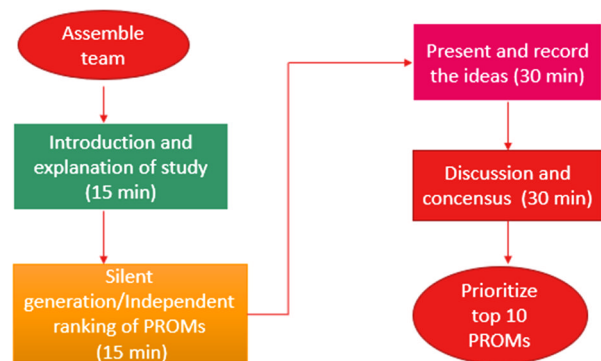 Assemble
team
Introduction and
explanation of study
(15 min)
Silent
generation/Independent
ranking of PROMs
(15 min)
Present and record
the ideas (30 min)
Discussion and
concensus (30 min)
Prioritize
top 10
PROMs